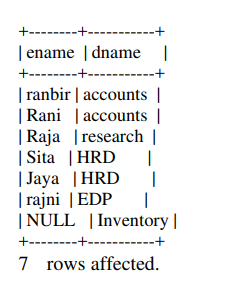 +--------+-----------+
| ename | dname |
+--------+-----------+
| ranbir | accounts |
| Rani | accounts |
| Raja | research |
| Sita | HRD |
| Jaya | HRD |
| rajni | EDP |
| NULL | Inventory |
+--------+-----------+
7 rows affected.